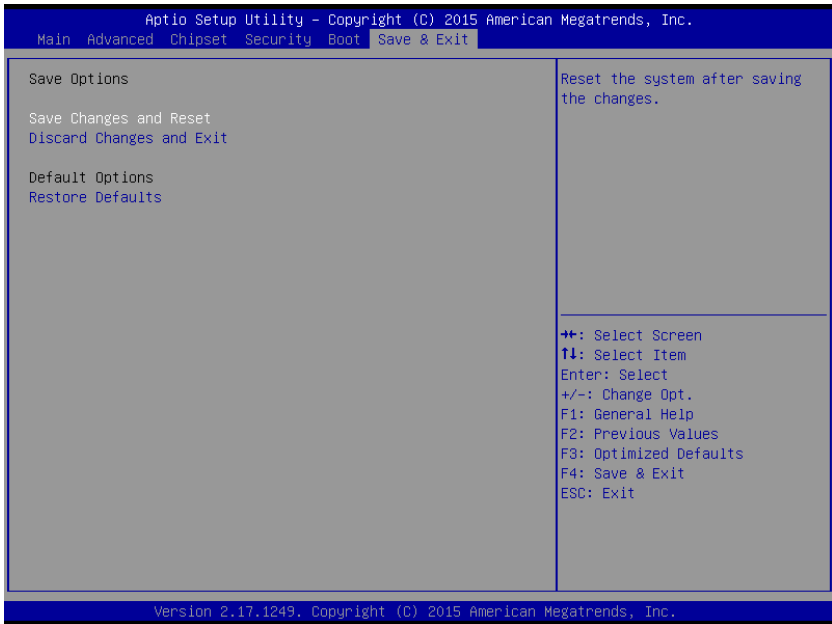 Aptio Setup Utility – Copyright (C) 2015 American Megatrends, Inc.
Main Advanced Chipset Security Boot Save & Exit
Save Options
Save Changes and Reset
Discard Changes and Exit
Default Options
Restore Defaults
Reset the system after saving
the changes.
→←: Select Screen
↑↓: Select Item
Enter: Select
+/-: Change Opt.
F1: General Help
F2: Previous Values
F3: Optimized Defaults
F4: Save & Exit
ESC: Exit
Version 2.17.1249. Copyright (C) 2015 American Megatrends, Inc.